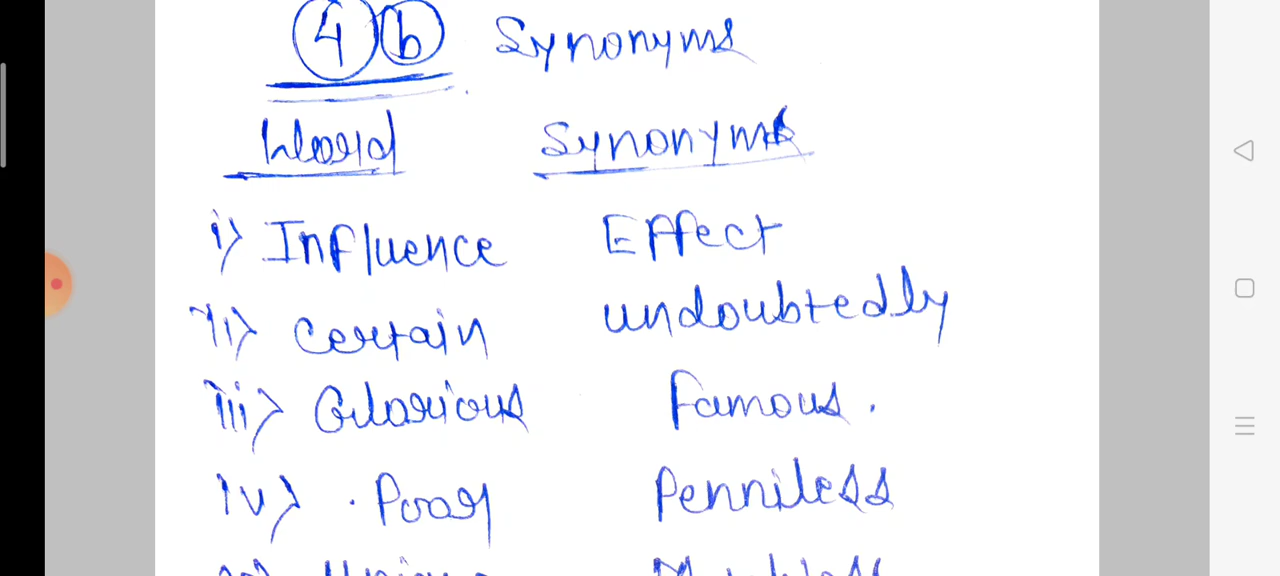 4 b Synonyms
Word Synonyms
i) Influence Effect
ii) Certain undoubtedly
iii) Glorious Famous.
iv) . Poor Penniless